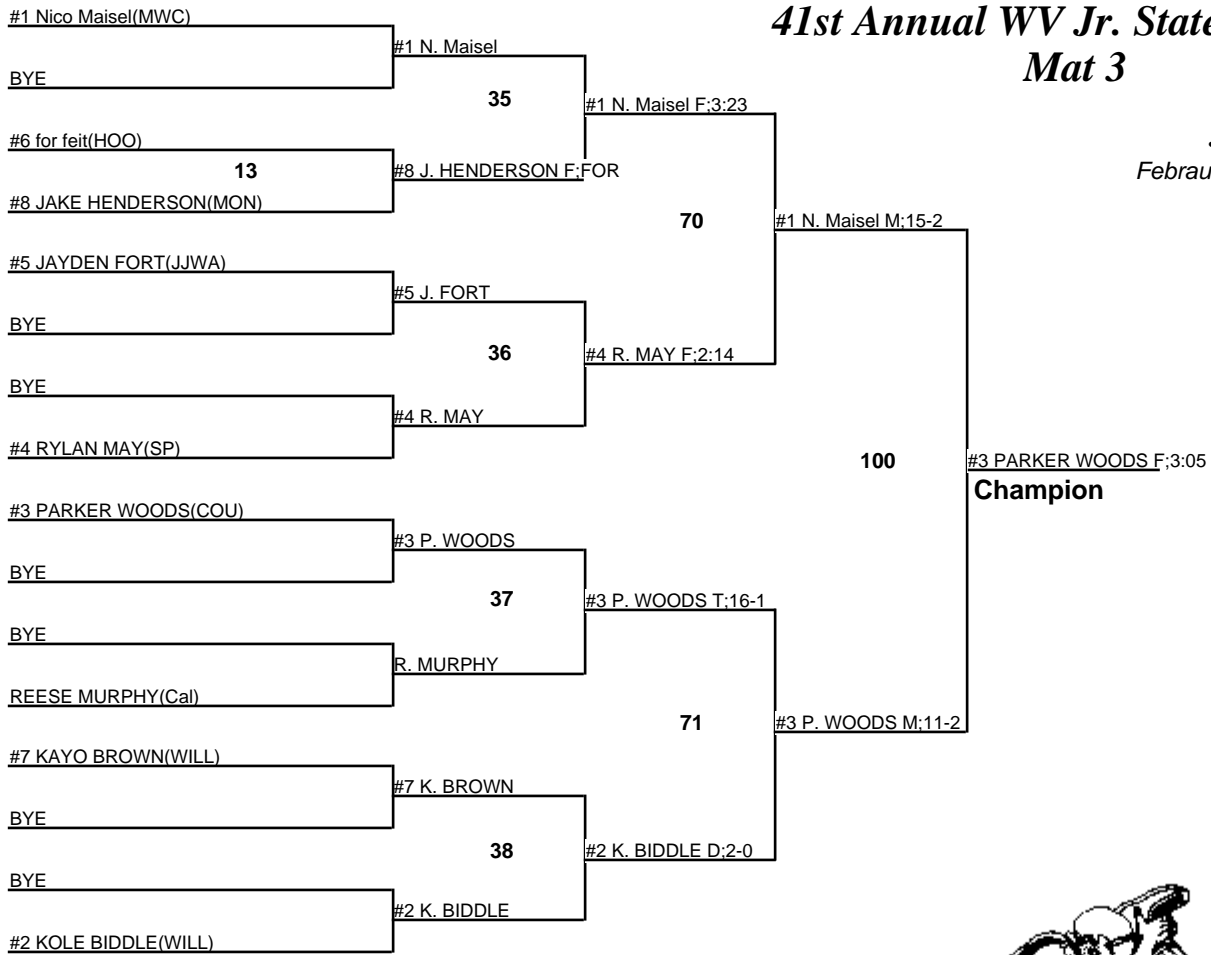 41st Annual WV Jr. State
Mat 3
Febrau
#1 Nico Maisel(MWC)
BYE
#6 for feit(HOO)
#8 JAKE HENDERSON(MON)
#5 JAYDEN FORT(JJWA)
BYE
BYE
#4 RYLAN MAY(SP)
#3 PARKER WOODS(COU)
BYE
BYE
REESE MURPHY(Cal)
#7 KAYO BROWN(WILL)
BYE
BYE
#2 KOLE BIDDLE(WILL)
13
#1 N. Maisel
#8 J. HENDERSON F;FOR
#5 J. FORT
#4 R. MAY
#3 P. WOODS
R. MURPHY
#7 K. BROWN
#2 K. BIDDLE
35
36
37
38
#1 N. Maisel F;3:23
#4 R. MAY F;2:14
#3 P. WOODS T;16-1
#2 K. BIDDLE D;2-0
70
71
#1 N. Maisel M;15-2
#3 P. WOODS M;11-2
100
#3 PARKER WOODS F;3:05
Champion